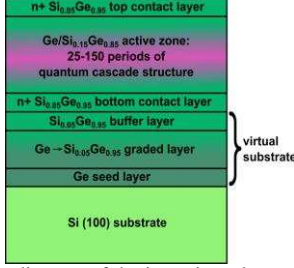 n+ Si0.05Ge0.95 top contact layer
Ge/Si0.15Ge0.85 active zone:
25-150 periods of
quantum cascade structure
n+ Si0.05Ge0.95 bottom contact layer
Si0.05Ge0.95 buffer layer
Ge→Si0.05Ge0.95 graded layer
Ge seed layer
virtual
substrate
Si (100) substrate